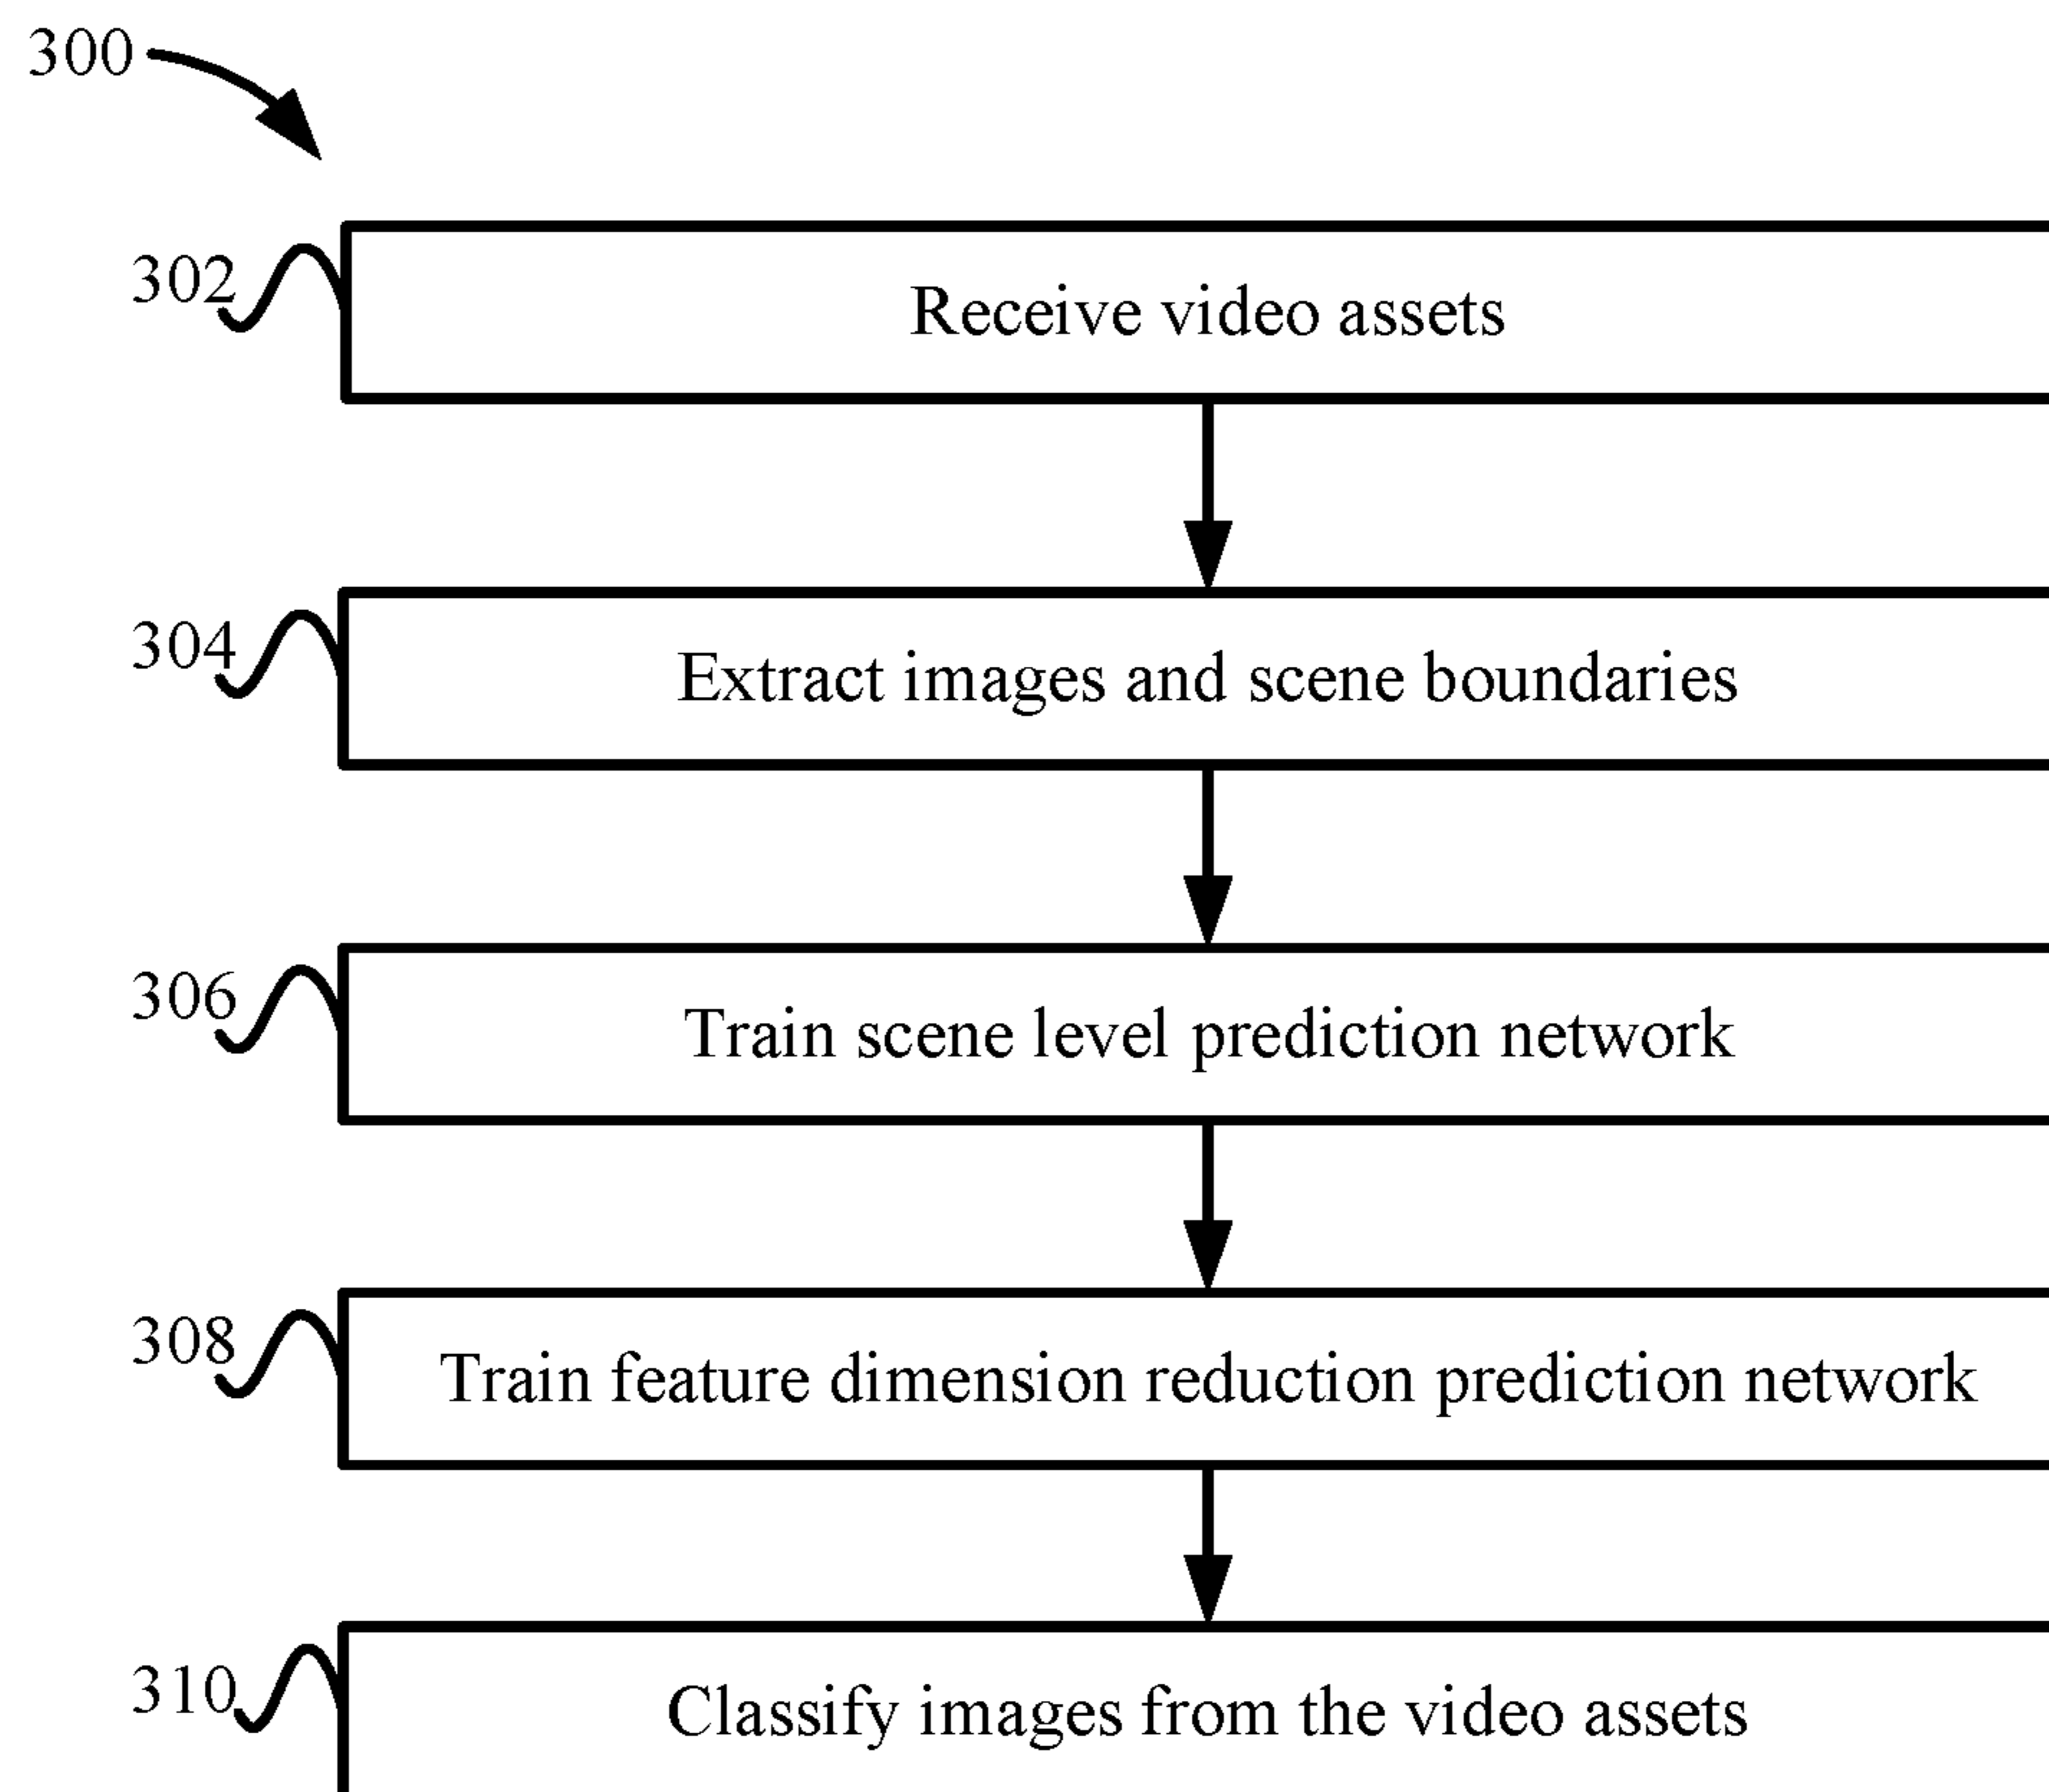 300
302
Receive video assets
304
Extract images and scene boundaries
306
Train scene level prediction network
308
Train feature dimension reduction prediction network
310
Classify images from the video assets